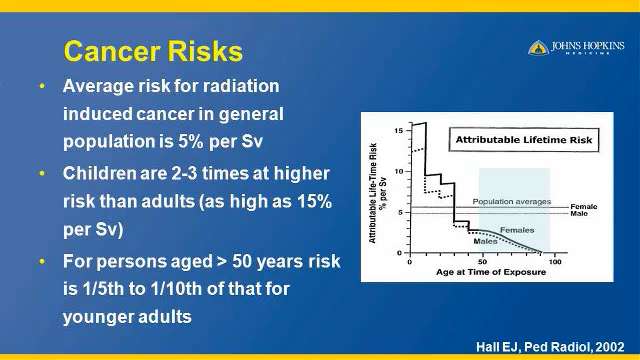 JOHNS HOPKINS
MEDICINE
Cancer Risks
• Average risk for radiation
induced cancer in general
population is 5% per Sv
• Children are 2-3 times at higher
risk than adults (as high as 15%
per Sv)
• For persons aged > 50 years risk
is 1/5th to 1/10th of that for
younger adults
Attributable Lifetime Risk
Attributable Life-Time Risk
% per Sv
15
10
5
0
Population averages
Female
Male
Females
Males
0
50
100
Age at Time of Exposure
Hall EJ, Ped Radiol, 2002